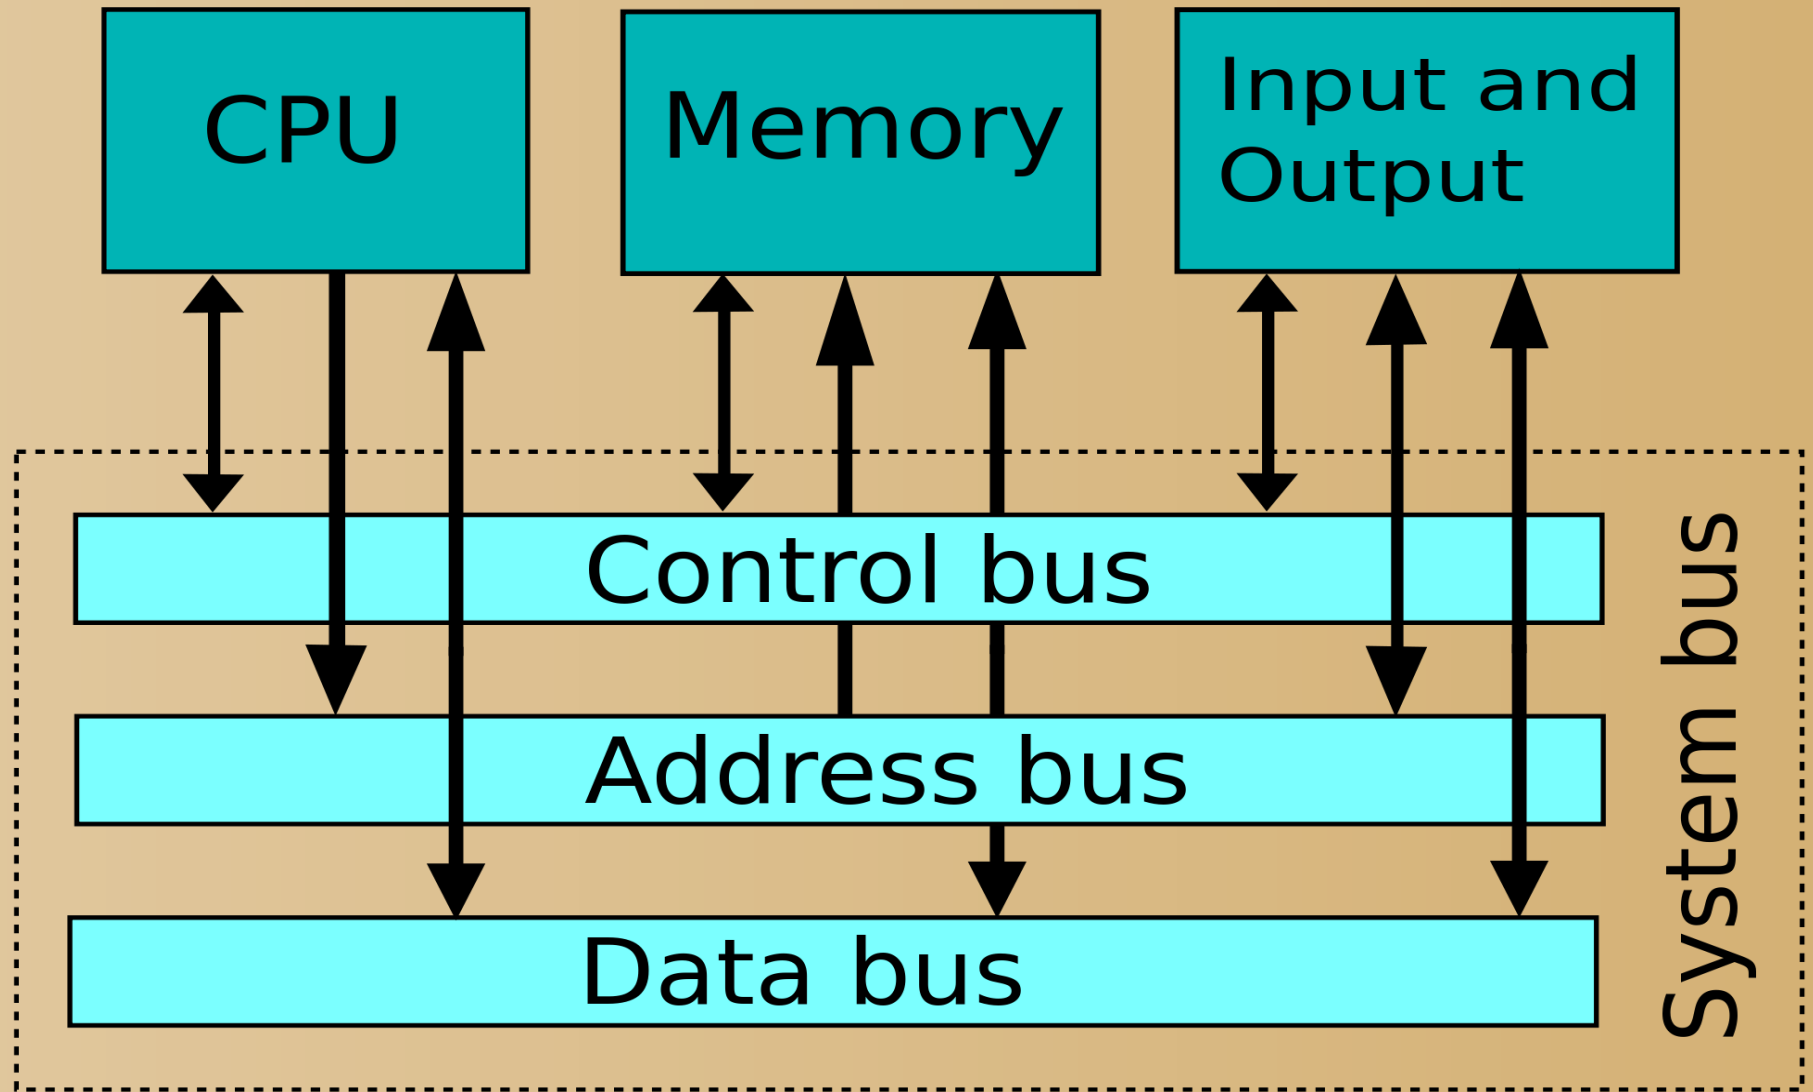 CPU
Memory
Input and
Output
Control bus
Address bus
Data bus
System bus